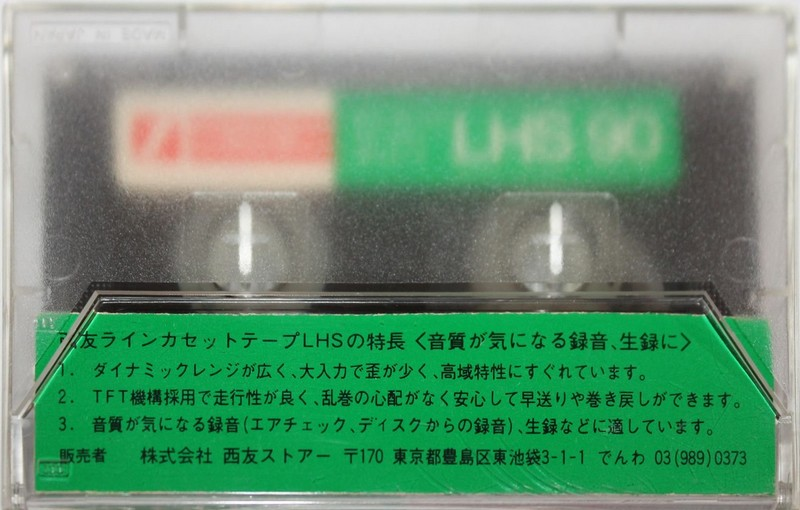 MADE IN JAPAN
LHS 90
西友ラインカセットテープLHSの特長〈音質が気になる録音、生録に〉
1. ダイナミックレンジが広く、大入力で歪が少く、高域特性にすぐれています。
2. TFT機構採用で走行性が良く、乱巻の心配がなく安心して早送りや巻き戻しができます。
3. 音質が気になる録音(エアチェック、ディスクからの録音)、生録などに適しています。
販売者 株式会社 西友ストアー 〒170 東京都豊島区東池袋3-1-1 でんわ 03(989)0373